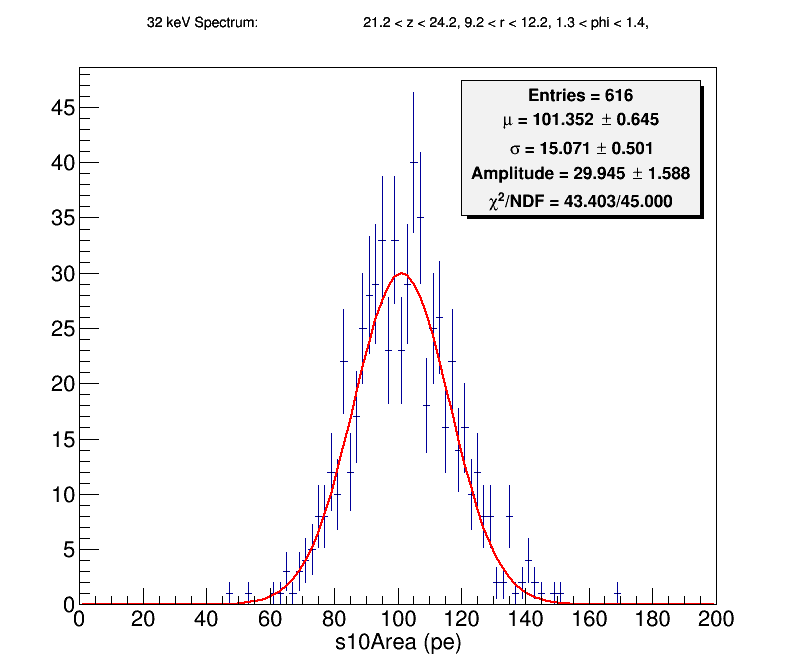 32 keV Spectrum: 21.2 < z < 24.2, 9.2 < r < 12.2, 1.3 < phi < 1.4,
Entries = 616
μ = 101.352 ± 0.645
σ = 15.071 ± 0.501
Amplitude = 29.945 ± 1.588
χ²/NDF = 43.403/45.000
45
40
35
30
25
20
15
10
5
0
0 20 40 60 80 100 120 140 160 180 200
s10Area (pe)